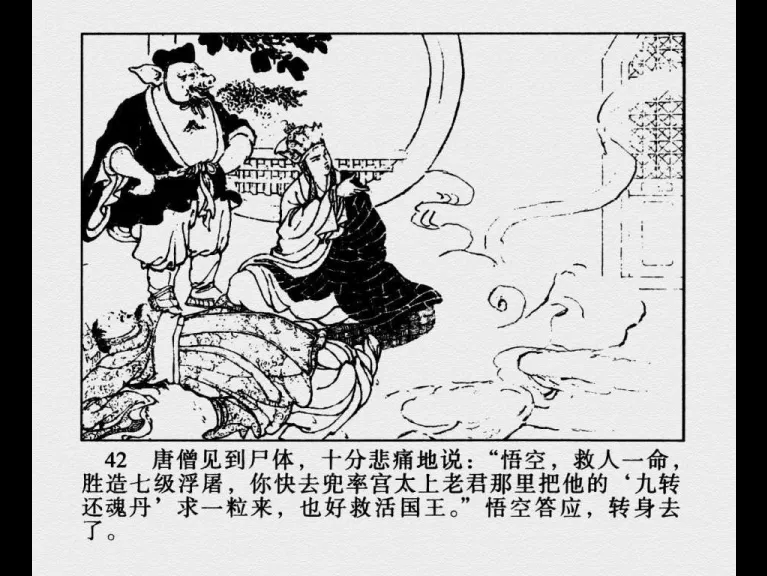 42 唐僧见到尸体，十分悲痛地说：“悟空，救人一命，
胜造七级浮屠，你快去兜率宫太上老君那里把他的‘九转
还魂丹’求一粒来，也好救活国王。”悟空答应，转身去
了。